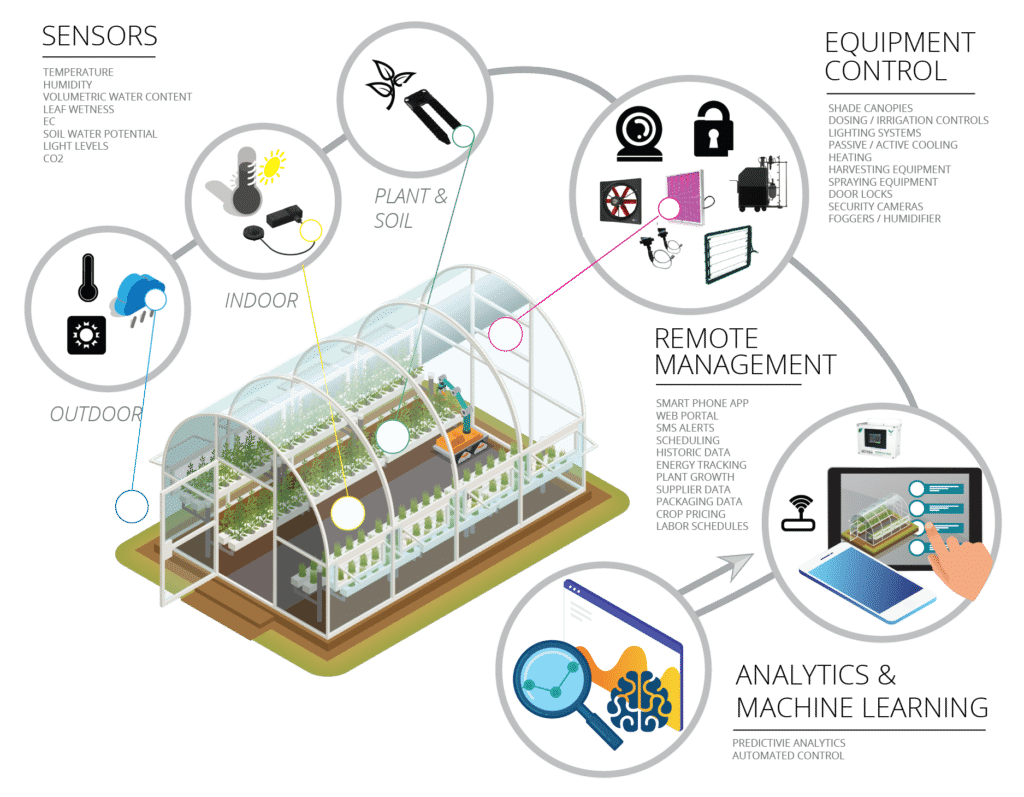 SENSORS
TEMPERATURE
HUMIDITY
VOLUMETRIC WATER CONTENT
LEAF WETNESS
EC
SOIL WATER POTENTIAL
LIGHT LEVELS
CO2
PLANT &
SOIL
INDOOR
OUTDOOR
EQUIPMENT
CONTROL
SHADE CANOPIES
DOSING / IRRIGATION CONTROLS
LIGHTING SYSTEMS
PASSIVE / ACTIVE COOLING
HEATING
HARVESTING EQUIPMENT
SPRAYING EQUIPMENT
DOOR LOCKS
SECURITY CAMERAS
FOGGERS / HUMIDIFIER
REMOTE
MANAGEMENT
SMART PHONE APP
WEB PORTAL
SMS ALERTS
SCHEDULING
HISTORIC DATA
ENERGY TRACKING
PLANT GROWTH
SUPPLIER DATA
PACKAGING DATA
CROP PRICING
LABOR SCHEDULES
ANALYTICS &
MACHINE LEARNING
PREDICTIVIE ANALYTICS
AUTOMATED CONTROL